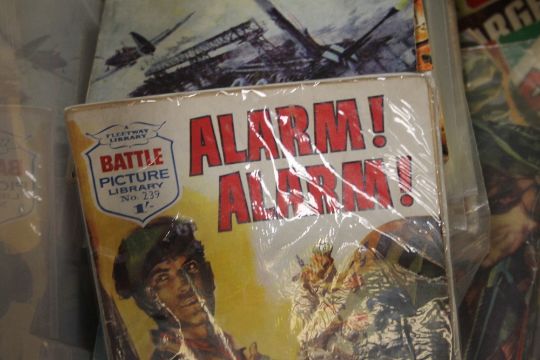 A
FLEETWAY
LIBRARY
BATTLE
PICTURE
LIBRARY
No. 239
1/-
ALARM!
ALARM!